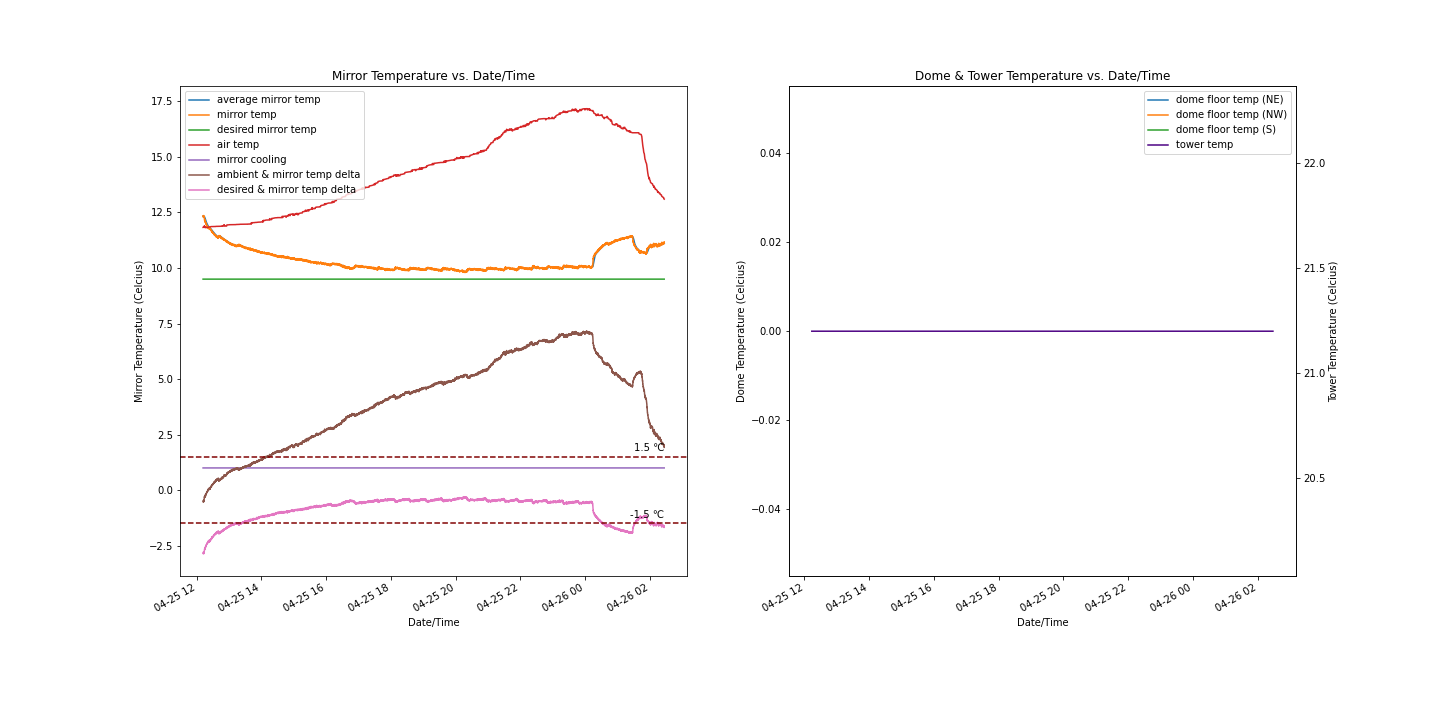 Mirror Temperature vs. Date/Time
average mirror temp
mirror temp
desired mirror temp
air temp
mirror cooling
ambient & mirror temp delta
desired & mirror temp delta
17.5
15.0
12.5
10.0
7.5
5.0
2.5
0.0
−2.5
Mirror Temperature (Celcius)
1.5 °C
-1.5 °C
04-25 12
04-25 14
04-25 16
04-25 18
04-25 20
04-25 22
04-26 00
04-26 02
Date/Time
Dome & Tower Temperature vs. Date/Time
dome floor temp (NE)
dome floor temp (NW)
dome floor temp (S)
tower temp
0.04
0.02
0.00
−0.02
−0.04
Dome Temperature (Celcius)
22.0
21.5
21.0
20.5
Tower Temperature (Celcius)
04-25 12
04-25 14
04-25 16
04-25 18
04-25 20
04-25 22
04-26 00
04-26 02
Date/Time